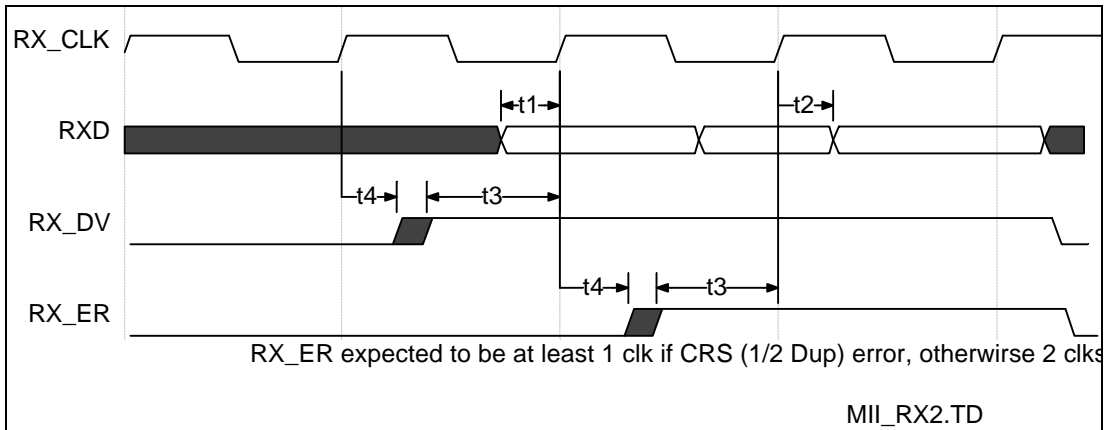 RX_CLK
t1
t2
RXD
t4
t3
RX_DV
t4
t3
RX_ER
RX_ER expected to be at least 1 clk if CRS (1/2 Dup) error, otherwirse 2 clks
MII_RX2.TD